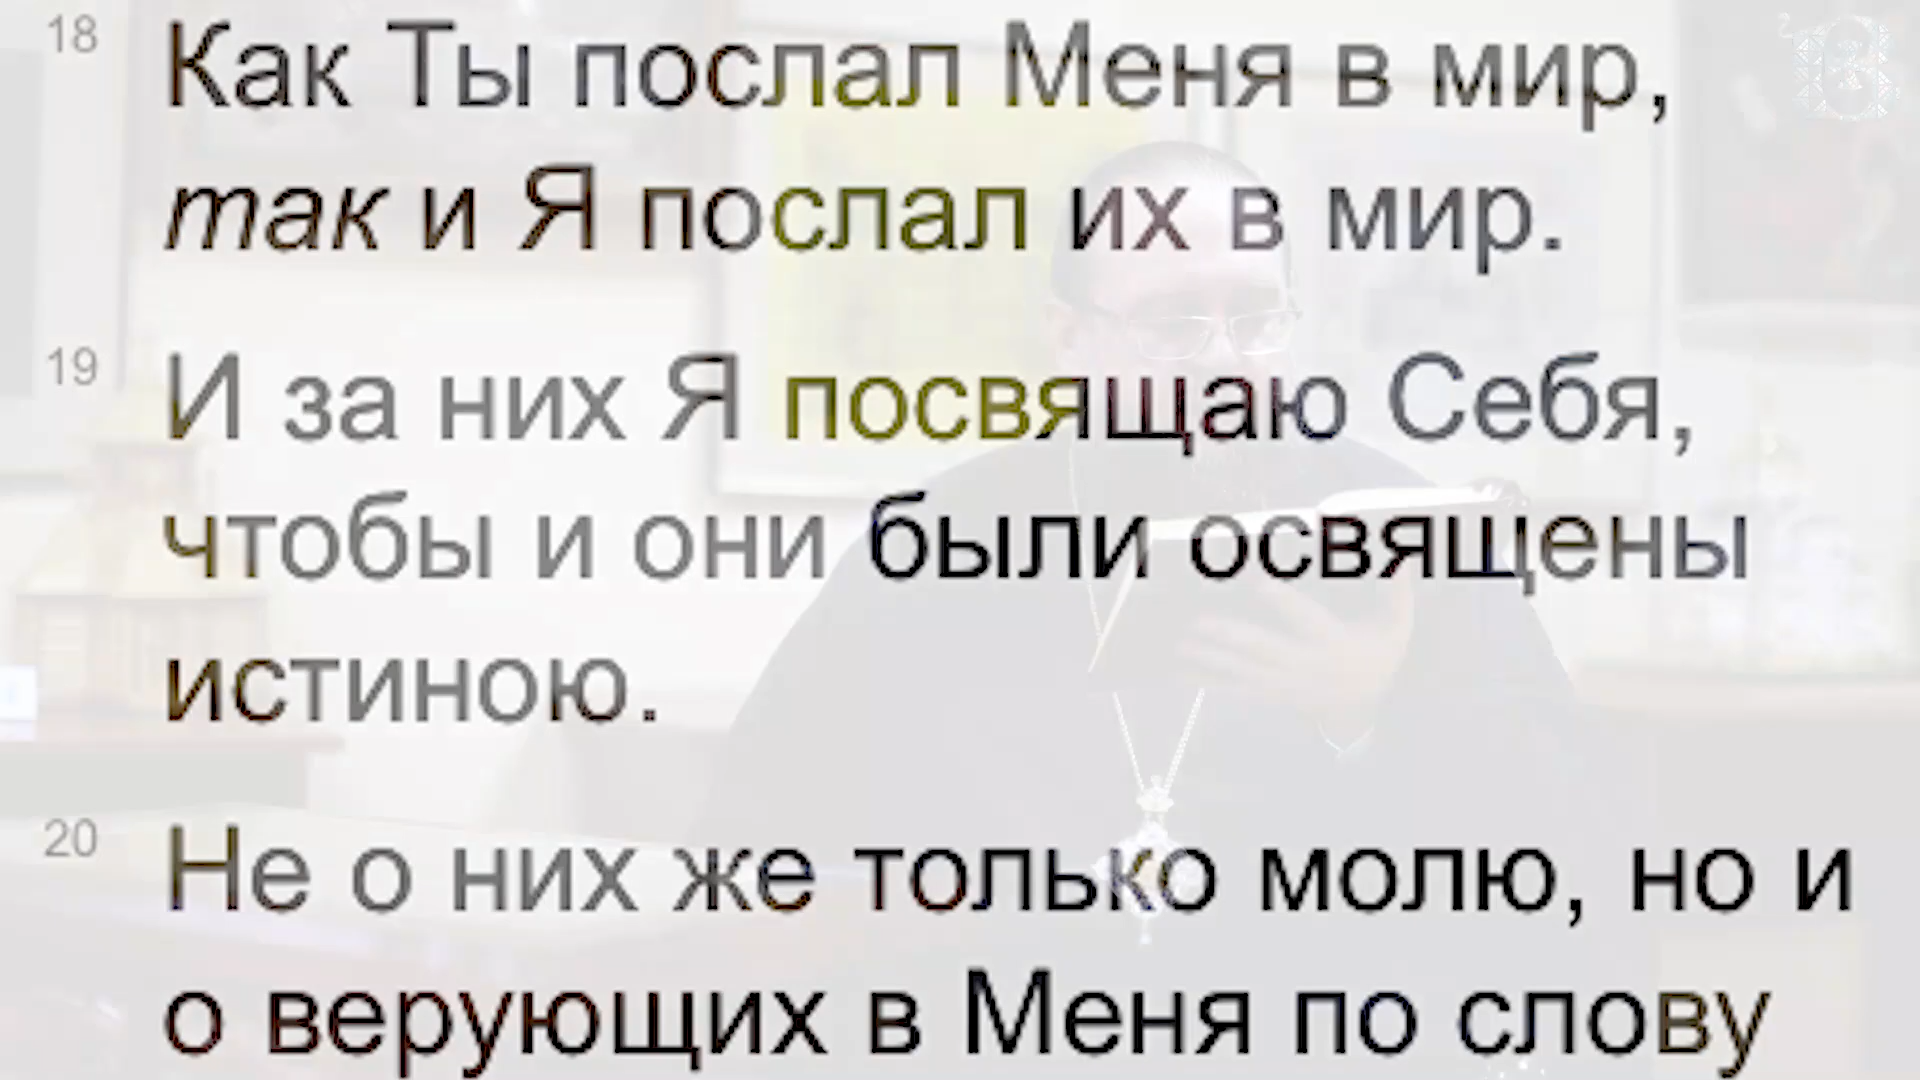 18 Как Ты послал Меня в мир,
так и Я послал их в мир.
19 И за них Я посвящаю Себя,
чтобы и они были освящены
истиною.
20 Не о них же только молю, но и
о верующих в Меня по слову